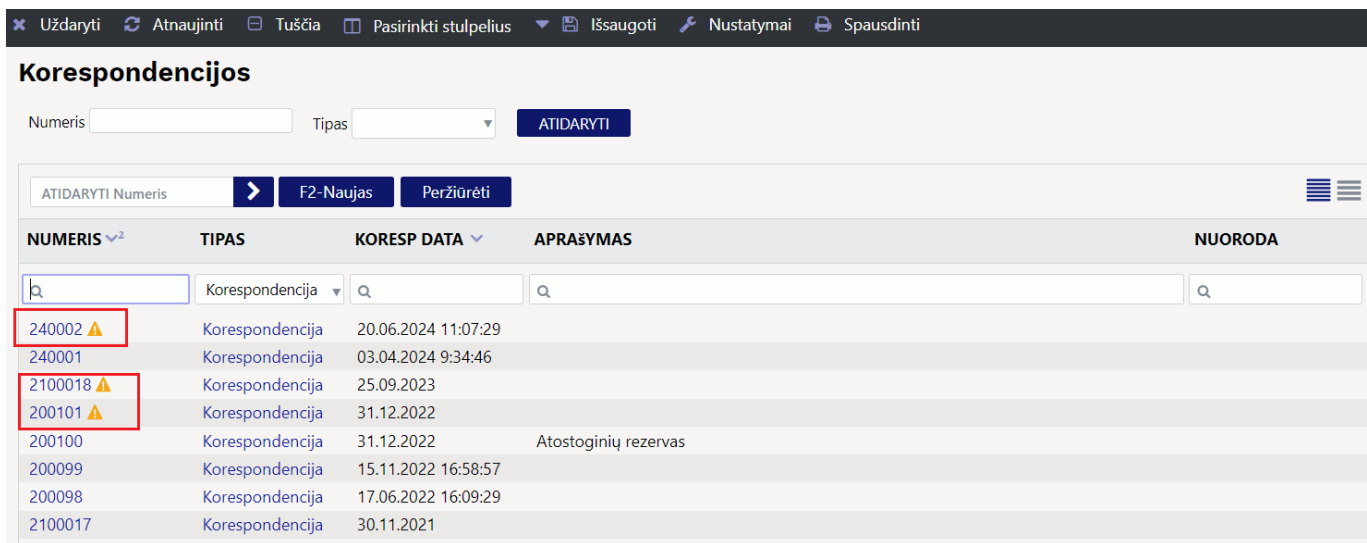 Uždaryti Atnaujinti Tuščia Pasirinkti stulpelius Išsaugoti Nustatymai Spausdinti
Korespondencijos
Numeris Tipas ATIDARYTI
ATIDARYTI Numeris F2-Naujas Peržiūrėti
NUMERIS 2 TIPAS KORESP DATA APRAšYMAS NUORODA
Korespondencija
240002 Korespondencija 20.06.2024 11:07:29
240001 Korespondencija 03.04.2024 9:34:46
2100018 Korespondencija 25.09.2023
200101 Korespondencija 31.12.2022
200100 Korespondencija 31.12.2022 Atostoginių rezervas
200099 Korespondencija 15.11.2022 16:58:57
200098 Korespondencija 17.06.2022 16:09:29
2100017 Korespondencija 30.11.2021